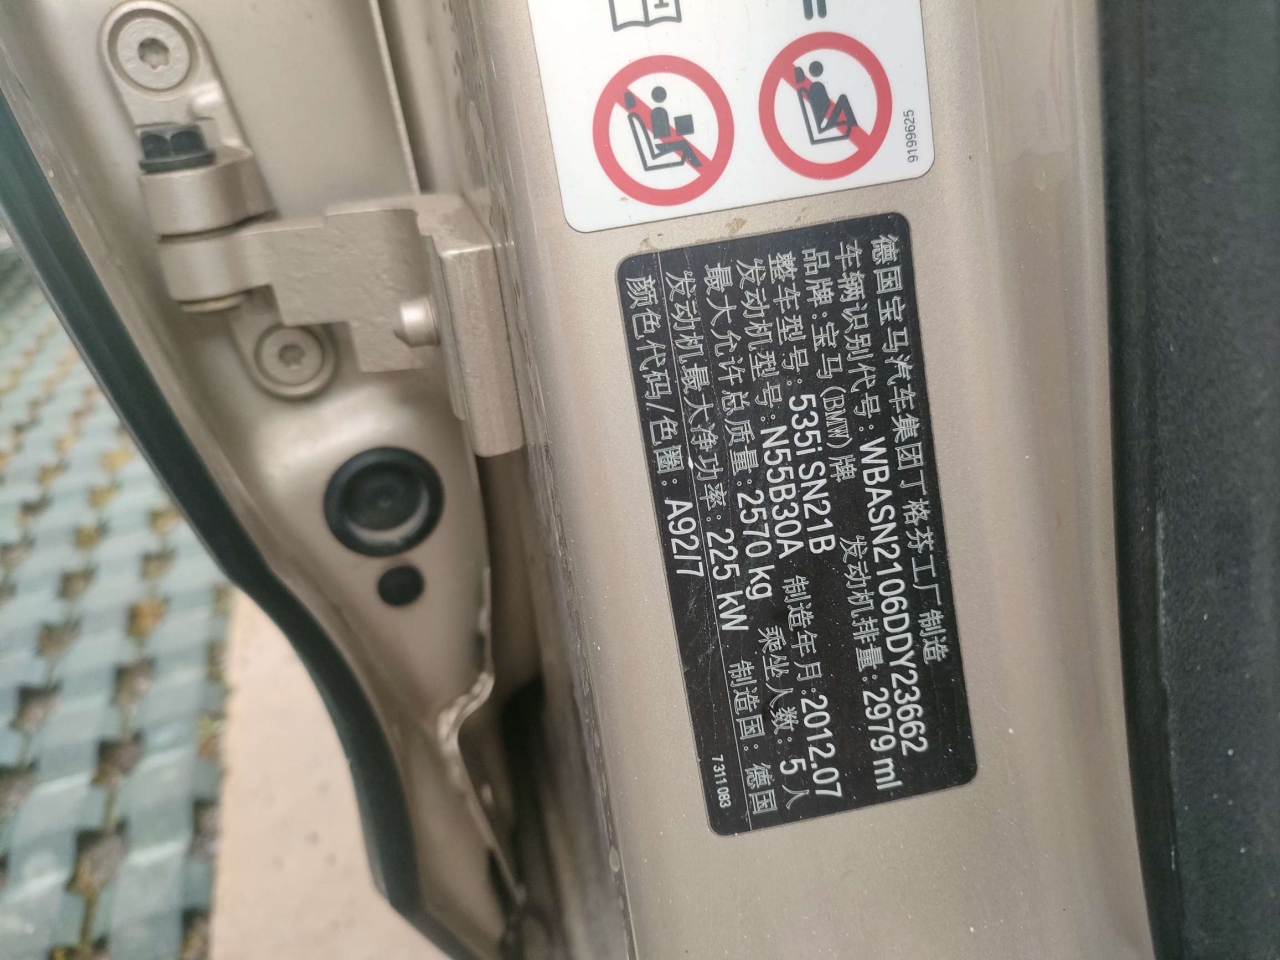 9199625
德国宝马汽车集团丁格芬工厂制造
车辆识别代号:WBASN2106DDY23662
品牌:宝马(BMW)牌 发动机排量:2979 ml
整车型号:535i SN21B 制造年月:2012.07
发动机型号:N55B30A 乘坐人数:5人
最大允许总质量:2570 kg 制造国:德国
发动机最大净功率:225 kW
颜色代码/色圈:A92/7
7311083